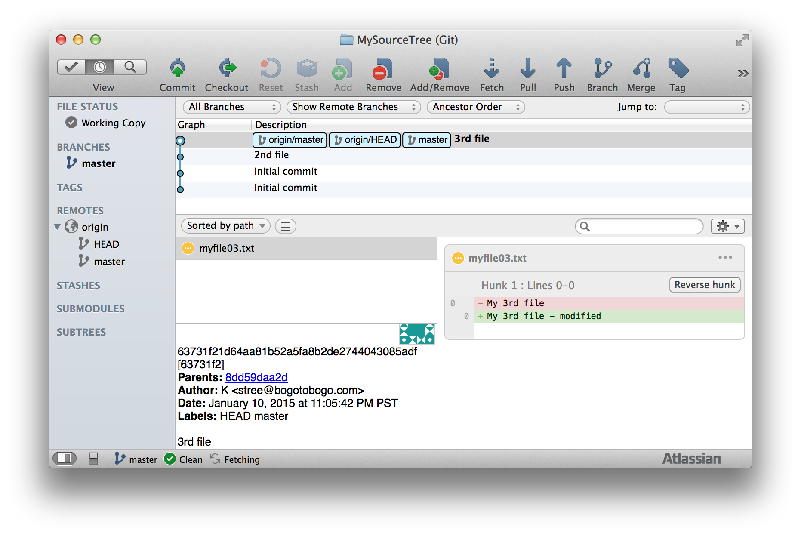 MySourceTree (Git)
View Commit Checkout Reset Stash Add Remove Add/Remove Fetch Pull Push Branch Merge Tag
FILE STATUS
Working Copy
BRANCHES
master
TAGS
REMOTES
origin
HEAD
master
STASHES
SUBMODULES
SUBTREES
All Branches Show Remote Branches Ancestor Order Jump to:
Graph Description
origin/master origin/HEAD master 3rd file
2nd file
Initial commit
Initial commit
Sorted by path
myfile03.txt
myfile03.txt
Hunk 1 : Lines 0-0 Reverse hunk
0 - My 3rd file
0 + My 3rd file - modified
63731f21d64aa81b52a5fa8b2de2744043085adf
[63731f2]
Parents: 8dd59daa2d
Author: K <stree@bogotobogo.com>
Date: January 10, 2015 at 11:05:42 PM PST
Labels: HEAD master
3rd file
master Clean Fetching Atlassian